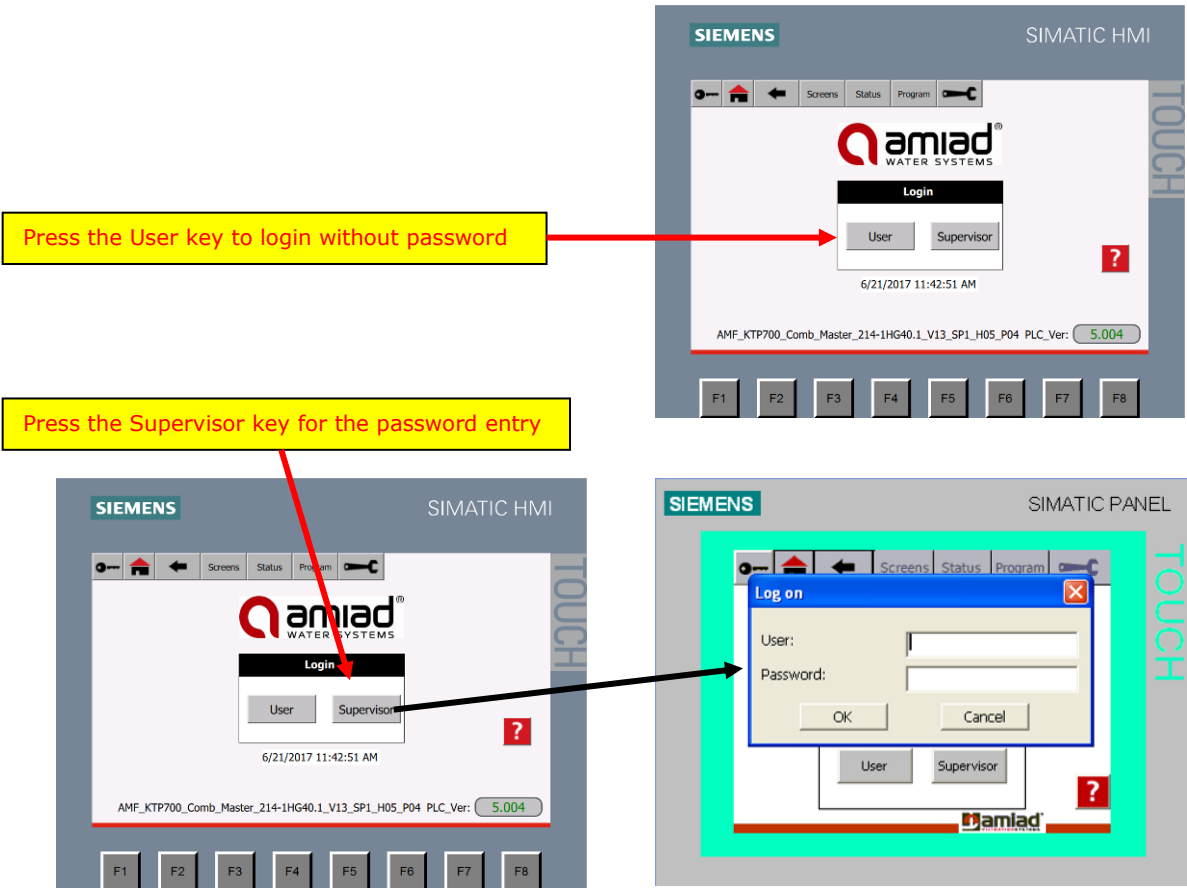 SIEMENS
SIMATIC HMI
Screens Status Program
TOUCH
amiad®
WATER SYSTEMS
Login
Press the User key to login without password
User Supervisor
?
6/21/2017 11:42:51 AM
AMF_KTP700_Comb_Master_214-1HG40.1_V13_SP1_H05_P04 PLC_Ver: 5.004
F1 F2 F3 F4 F5 F6 F7 F8
Press the Supervisor key for the password entry
SIEMENS
SIMATIC HMI
Screens Status Program
TOUCH
amiad®
WATER SYSTEMS
Login
User Supervisor
?
6/21/2017 11:42:51 AM
AMF_KTP700_Comb_Master_214-1HG40.1_V13_SP1_H05_P04 PLC_Ver: 5.004
F1 F2 F3 F4 F5 F6 F7 F8
SIEMENS
SIMATIC PANEL
Screens Status Program
TOUCH
Log on
User:
Password:
OK Cancel
User Supervisor
?
amiad